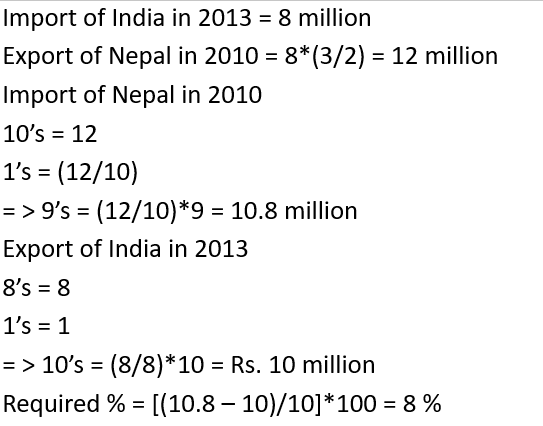 Import of India in 2013 = 8 million
Export of Nepal in 2010 = 8*(3/2) = 12 million
Import of Nepal in 2010
10’s = 12
1’s = (12/10)
= > 9’s = (12/10)*9 = 10.8 million
Export of India in 2013
8’s = 8
1’s = 1
= > 10’s = (8/8)*10 = Rs. 10 million
Required % = [(10.8 – 10)/10]*100 = 8 %